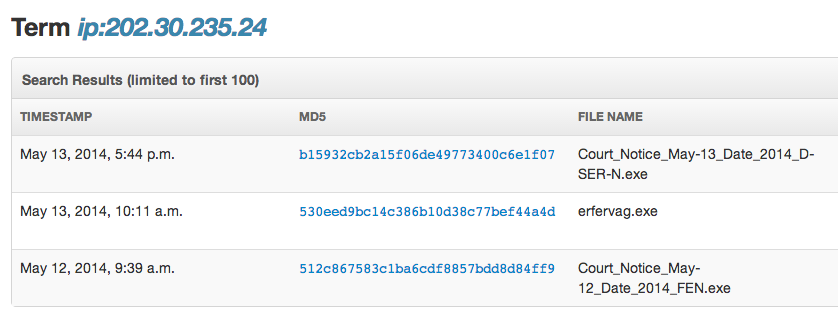 Term ip:202.30.235.24
Search Results (limited to first 100)
TIMESTAMP MD5 FILE NAME
May 13, 2014, 5:44 p.m. b15932cb2a15f06de49773400c6e1f07 Court_Notice_May-13_Date_2014_D-
SER-N.exe
May 13, 2014, 10:11 a.m. 530eed9bc14c386b10d38c77bef44a4d erfervag.exe
May 12, 2014, 9:39 a.m. 512c867583c1ba6cdf8857bdd8d84ff9 Court_Notice_May-
12_Date_2014_FEN.exe